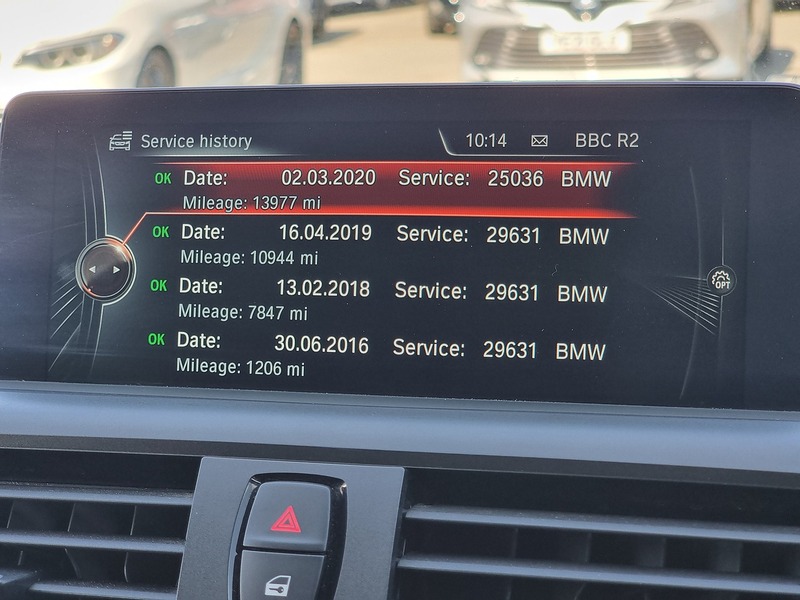 Service history 10:14 BBC R2
OK Date: 02.03.2020 Service: 25036 BMW
Mileage: 13977 mi
OK Date: 16.04.2019 Service: 29631 BMW
Mileage: 10944 mi
OK Date: 13.02.2018 Service: 29631 BMW
Mileage: 7847 mi
OK Date: 30.06.2016 Service: 29631 BMW
Mileage: 1206 mi
OPT